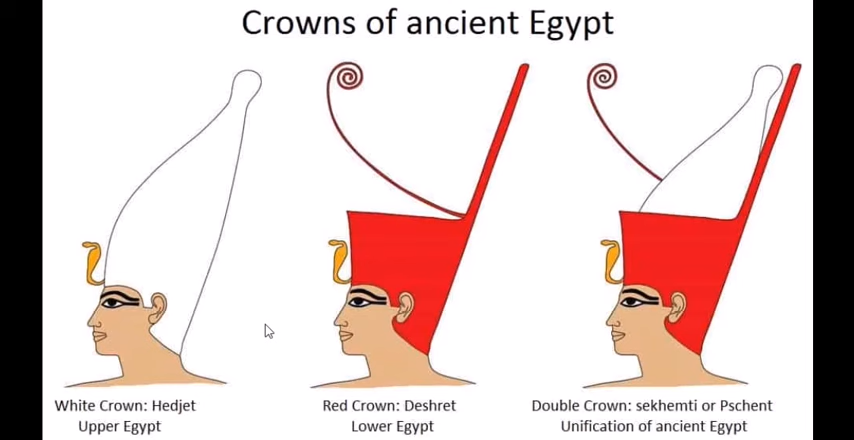 Crowns of ancient Egypt
White Crown: Hedjet
Upper Egypt
Red Crown: Deshret
Lower Egypt
Double Crown: sekhemti or Pschent
Unification of ancient Egypt